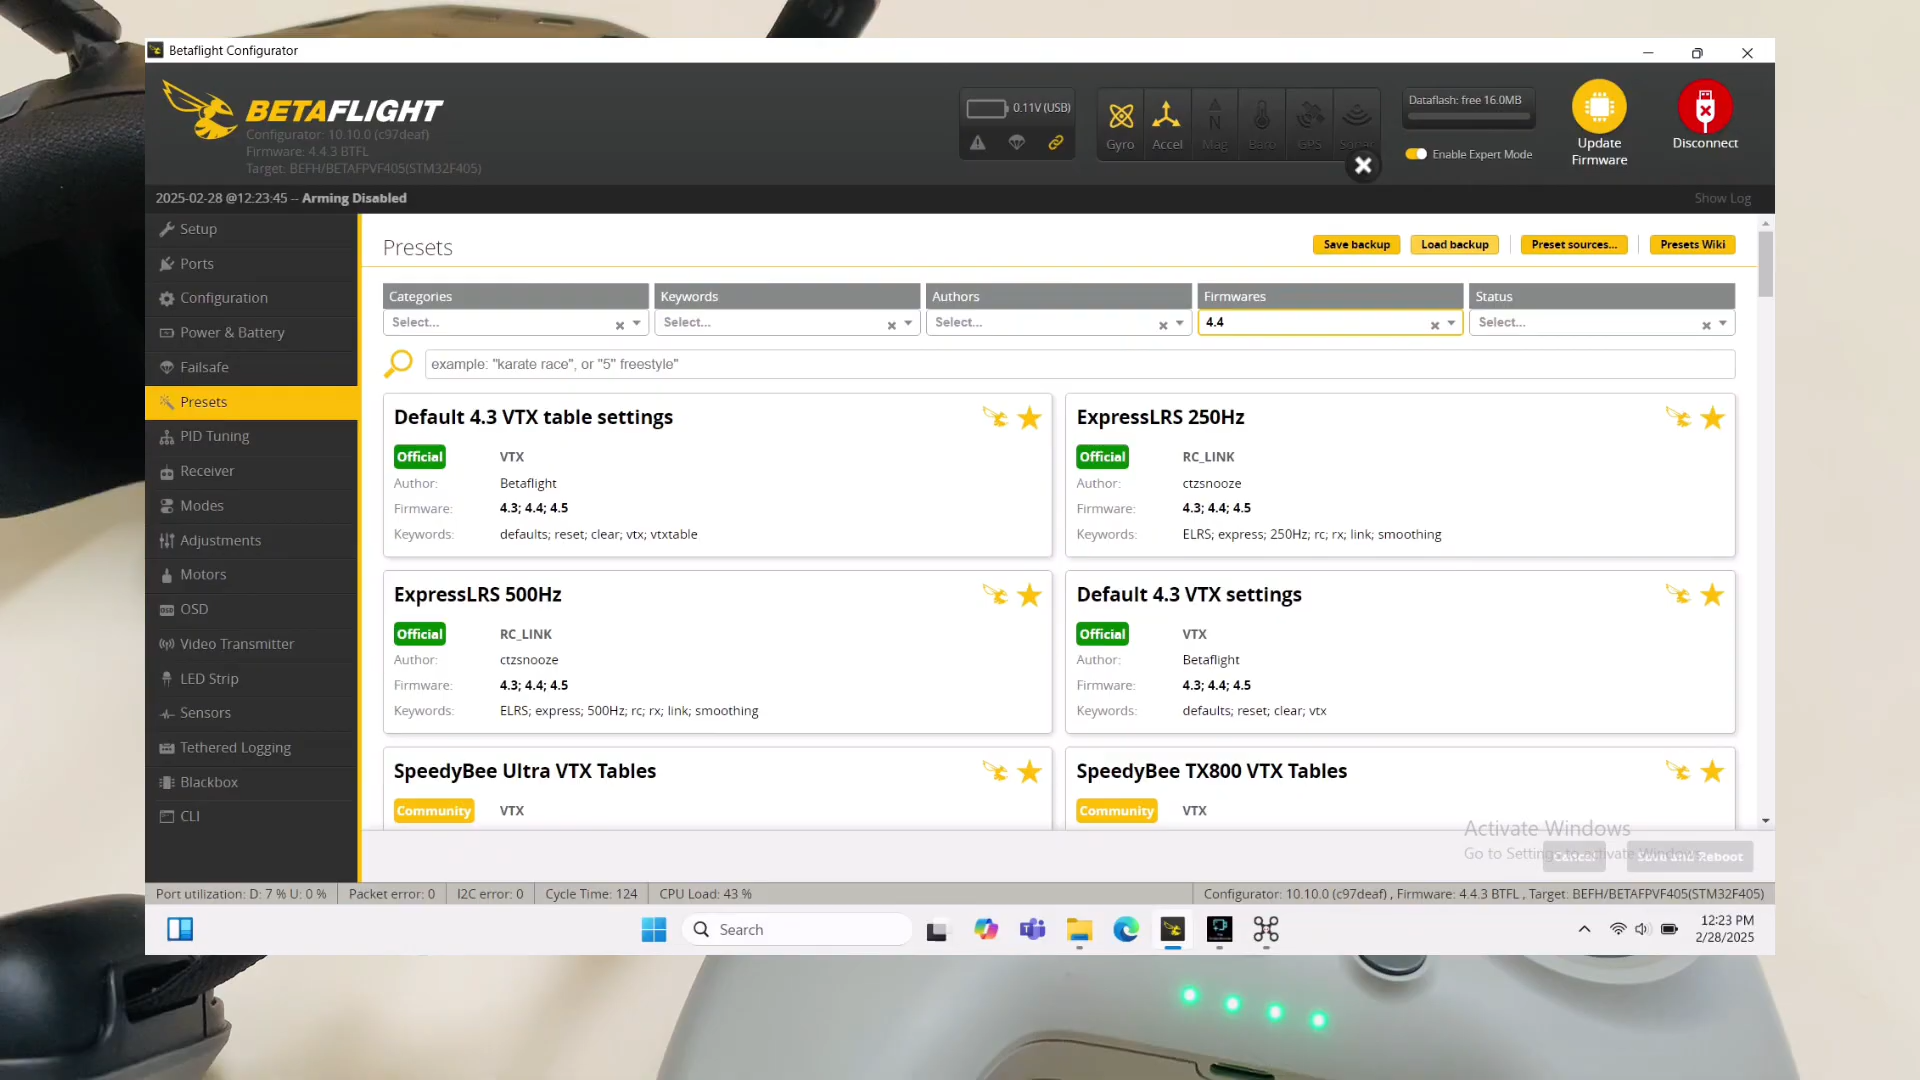 Betaflight Configurator
BETAFLIGHT
Configurator: 10.10.0 (c97deaf)
Firmware: 4.4.3 BTFL
Target: BEFH/BETAFPVF405(STM32F405)
0.11V (USB)
Gyro
Accel
Mag
Baro
GPS
Sonar
Dataflash: free 16.0MB
Enable Expert Mode
Update
Firmware
Disconnect
2025-02-28 @12:23:45 -- Arming Disabled
Show Log
Setup
Ports
Configuration
Power & Battery
Failsafe
Presets
PID Tuning
Receiver
Modes
Adjustments
Motors
OSD
Video Transmitter
LED Strip
Sensors
Tethered Logging
Blackbox
CLI
Presets
Save backup
Load backup
Preset sources...
Presets Wiki
Categories
Keywords
Authors
Firmwares
Status
Select...
Select...
Select...
4.4
Select...
example: "karate race", or "5" freestyle"
Default 4.3 VTX table settings
Official VTX
Author: Betaflight
Firmware: 4.3; 4.4; 4.5
Keywords: defaults; reset; clear; vtx; vtxtable
ExpressLRS 250Hz
Official RC_LINK
Author: ctzsnooze
Firmware: 4.3; 4.4; 4.5
Keywords: ELRS; express; 250Hz; rc; rx; link; smoothing
ExpressLRS 500Hz
Official RC_LINK
Author: ctzsnooze
Firmware: 4.3; 4.4; 4.5
Keywords: ELRS; express; 500Hz; rc; rx; link; smoothing
Default 4.3 VTX settings
Official VTX
Author: Betaflight
Firmware: 4.3; 4.4; 4.5
Keywords: defaults; reset; clear; vtx
SpeedyBee Ultra VTX Tables
Community VTX
SpeedyBee TX800 VTX Tables
Community VTX
Activate Windows
Go to Settings to activate Windows.
Cancel
Save and Reboot
Port utilization: D: 7 % U: 0 %
Packet error: 0
I2C error: 0
Cycle Time: 124
CPU Load: 43 %
Configurator: 10.10.0 (c97deaf) , Firmware: 4.4.3 BTFL , Target: BEFH/BETAFPVF405(STM32F405)
Search
12:23 PM
2/28/2025